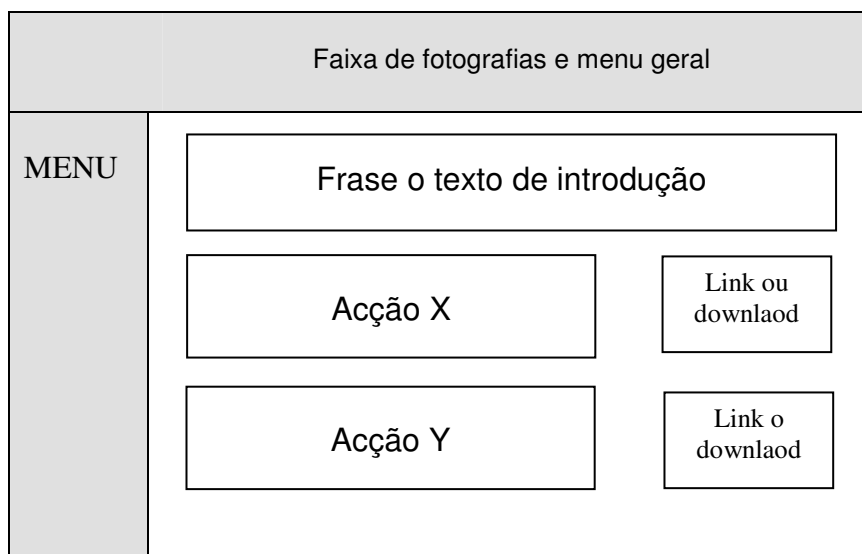 Faixa de fotografias e menu geral
MENU
Frase o texto de introdução
Acção X
Link ou
downlaod
Acção Y
Link o
downlaod